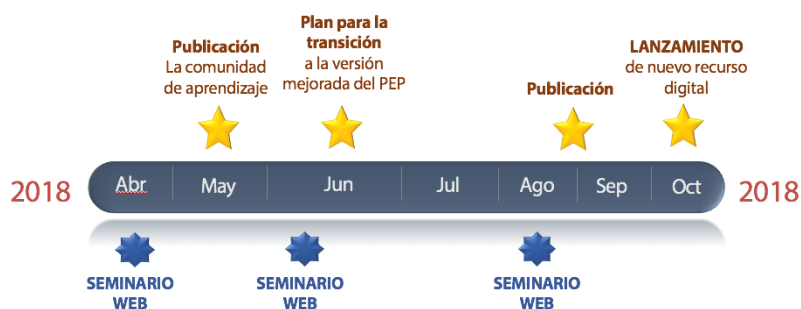 Publicación
La comunidad
de aprendizaje
Plan para la
transición
a la versión
mejorada del PEP
Publicación
LANZAMIENTO
de nuevo recurso
digital
2018
Abr
May
Jun
Jul
Ago
Sep
Oct
2018
SEMINARIO
WEB
SEMINARIO
WEB
SEMINARIO
WEB